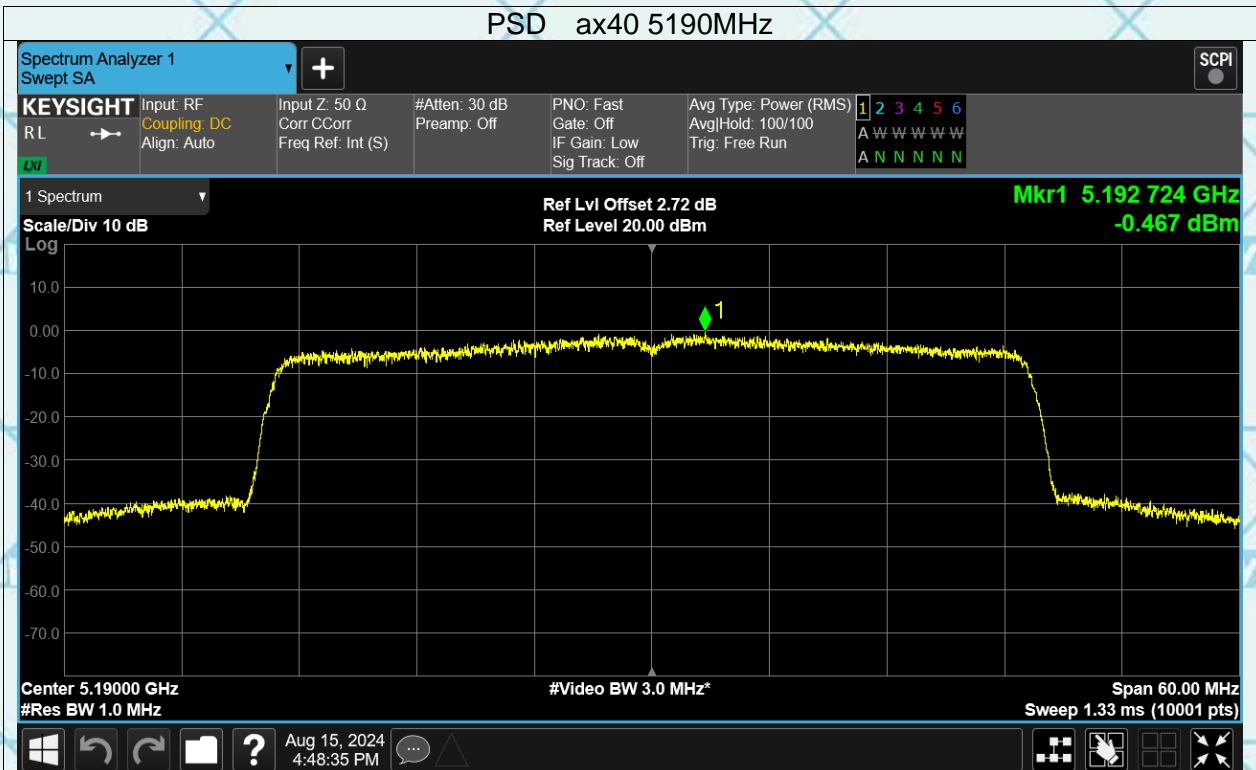 PSD ax40 5190MHz
Spectrum Analyzer 1
Swept SA
+
SCPI
KEYSIGHT
RL
LXI
Input: RF
Coupling: DC
Align: Auto
Input Z: 50 Ω
Corr CCorr
Freq Ref: Int (S)
#Atten: 30 dB
Preamp: Off
PNO: Fast
Gate: Off
IF Gain: Low
Sig Track: Off
Avg Type: Power (RMS)
Avg|Hold: 100/100
Trig: Free Run
1 2 3 4 5 6
A W W W W W
A N N N N N
1 Spectrum
Scale/Div 10 dB
Ref Lvl Offset 2.72 dB
Ref Level 20.00 dBm
Mkr1 5.192 724 GHz
-0.467 dBm
Log
10.0
0.00
-10.0
-20.0
-30.0
-40.0
-50.0
-60.0
-70.0
1
Center 5.19000 GHz
#Res BW 1.0 MHz
#Video BW 3.0 MHz*
Span 60.00 MHz
Sweep 1.33 ms (10001 pts)
?
Aug 15, 2024
4:48:35 PM